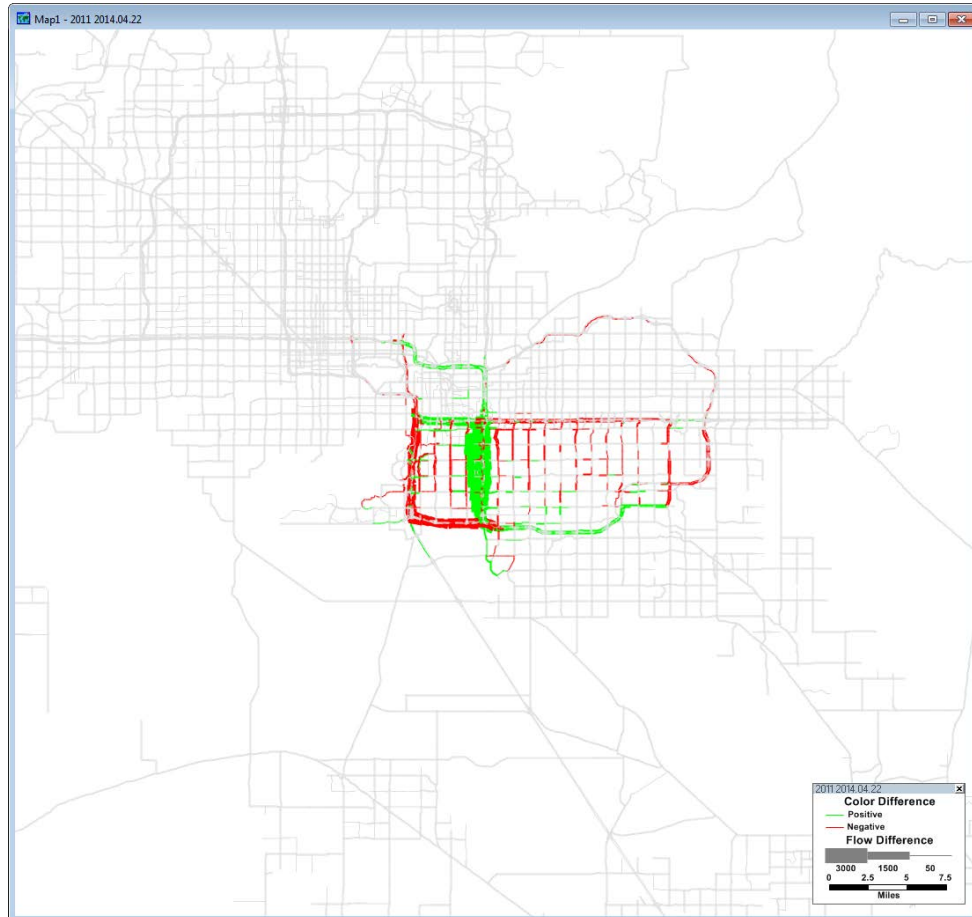 Map1 - 2011 2014.04.22
2011 2014.04.22
Color Difference
Positive
Negative
Flow Difference
3000 1500 50
0 2.5 5 7.5
Miles